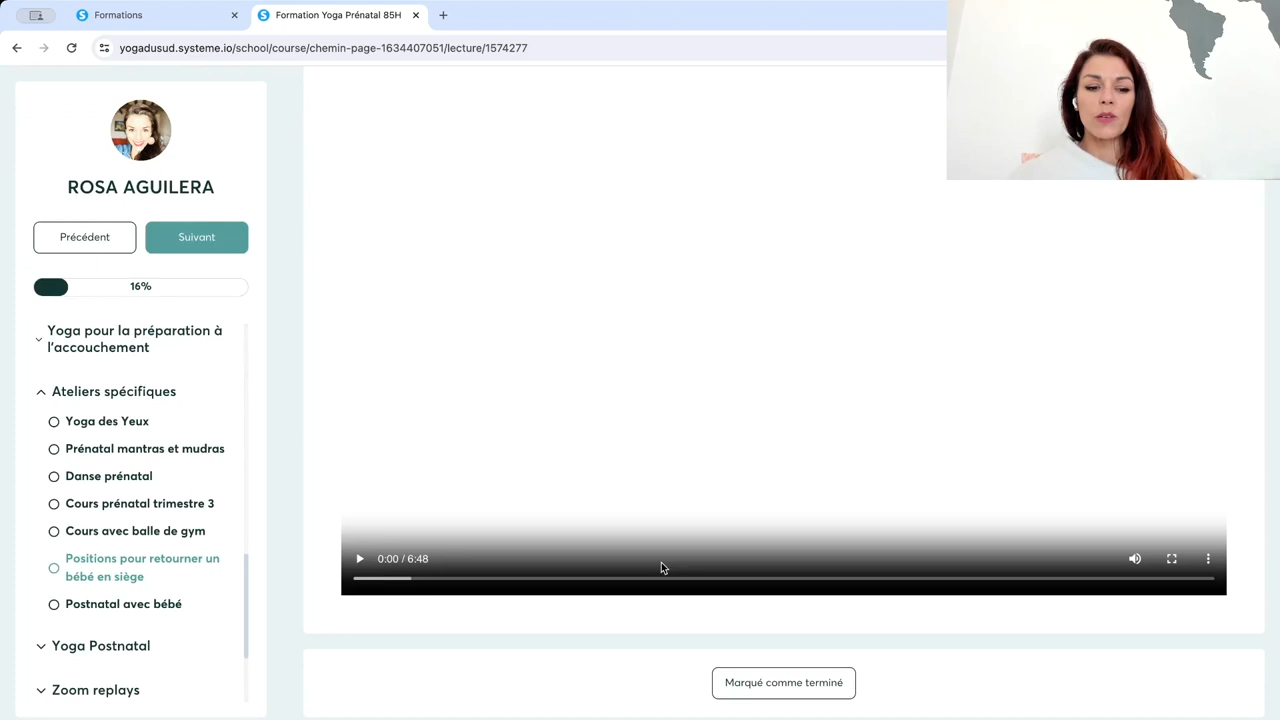 Formations
Formation Yoga Prénatal 85H
yogadusud.systeme.io/school/course/chemin-page-1634407051/lecture/1574277
ROSA AGUILERA
Précédent
Suivant
16%
Yoga pour la préparation à
l'accouchement
Ateliers spécifiques
Yoga des Yeux
Prénatal mantras et mudras
Danse prénatal
Cours prénatal trimestre 3
Cours avec balle de gym
Positions pour retourner un
bébé en siège
Postnatal avec bébé
Yoga Postnatal
Zoom replays
0:00 / 6:48
Marqué comme terminé